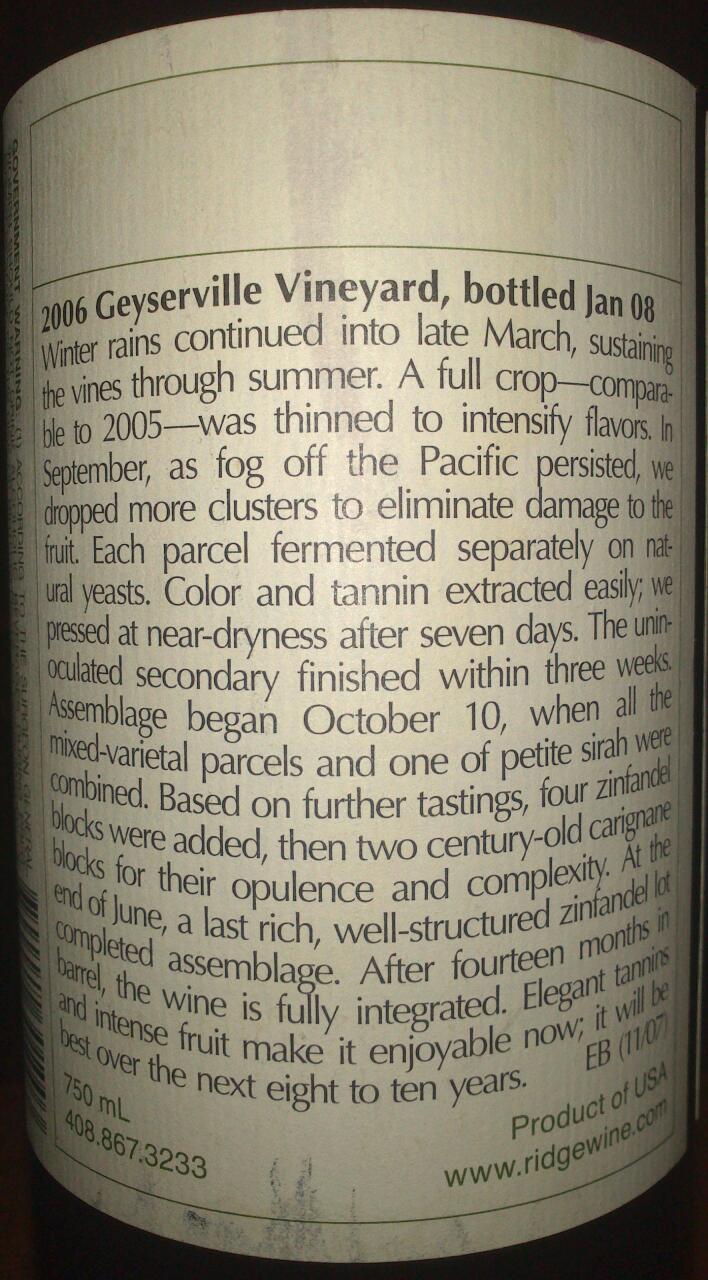 2006 Geyserville Vineyard, bottled Jan 08
Winter rains continued into late March, sustaining
the vines through summer. A full crop—compara-
ble to 2005—was thinned to intensify flavors. In
September, as fog off the Pacific persisted, we
dropped more clusters to eliminate damage to the
fruit. Each parcel fermented separately on nat-
ural yeasts. Color and tannin extracted easily; we
pressed at near-dryness after seven days. The unin-
oculated secondary finished within three weeks.
Assemblage began October 10, when all the
mixed-varietal parcels and one of petite sirah were
combined. Based on further tastings, four zinfandel
blocks were added, then two century-old carignane
blocks for their opulence and complexity. At the
end of June, a last rich, well-structured zinfandel lot
completed assemblage. After fourteen months in
barrel, the wine is fully integrated. Elegant tannins
and intense fruit make it enjoyable now; it will be
best over the next eight to ten years. EB (11/07)
750 mL
408.867.3233
Product of USA
www.ridgewine.com
GOVERNMENT WARNING: (1) ACCORDING TO THE SURGEON GENERAL